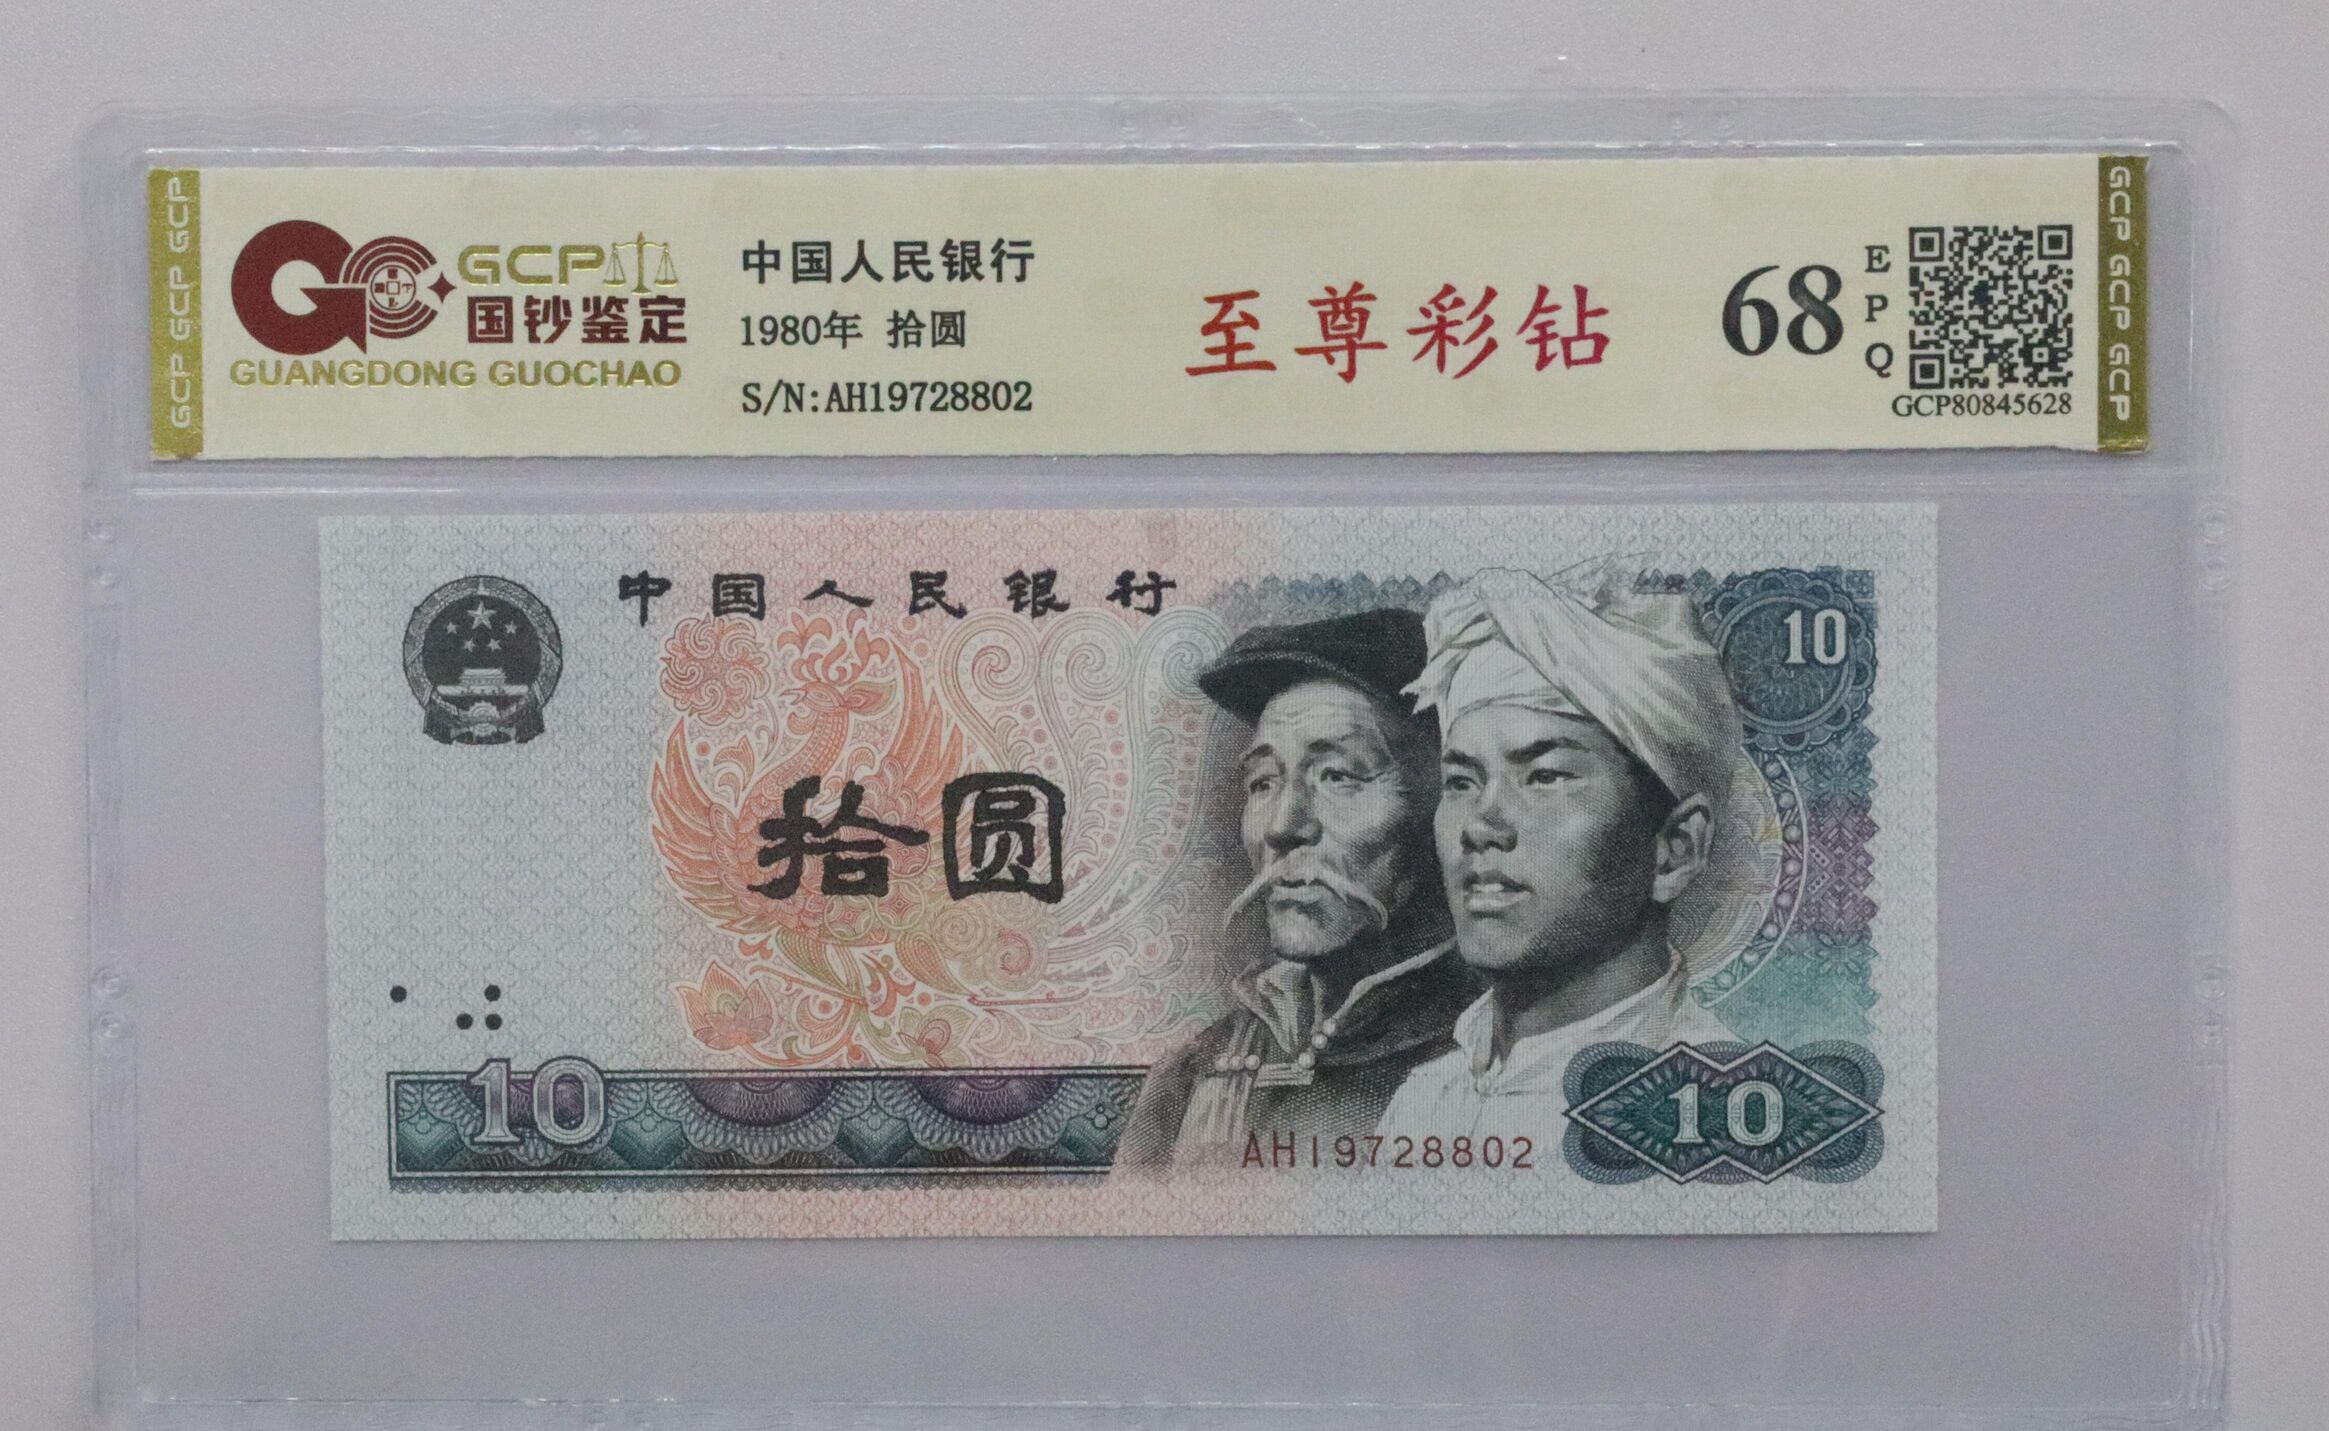 GCP GCP GCP
GCP
国钞鉴定
GUANGDONG GUOCHAO
中国人民银行
1980年 拾圆
S/N:AH19728802
至尊彩钻
68
EPQ
GCP80845628
GCP GCP GCP
中国人民银行
10
拾圆
10
AH19728802
10